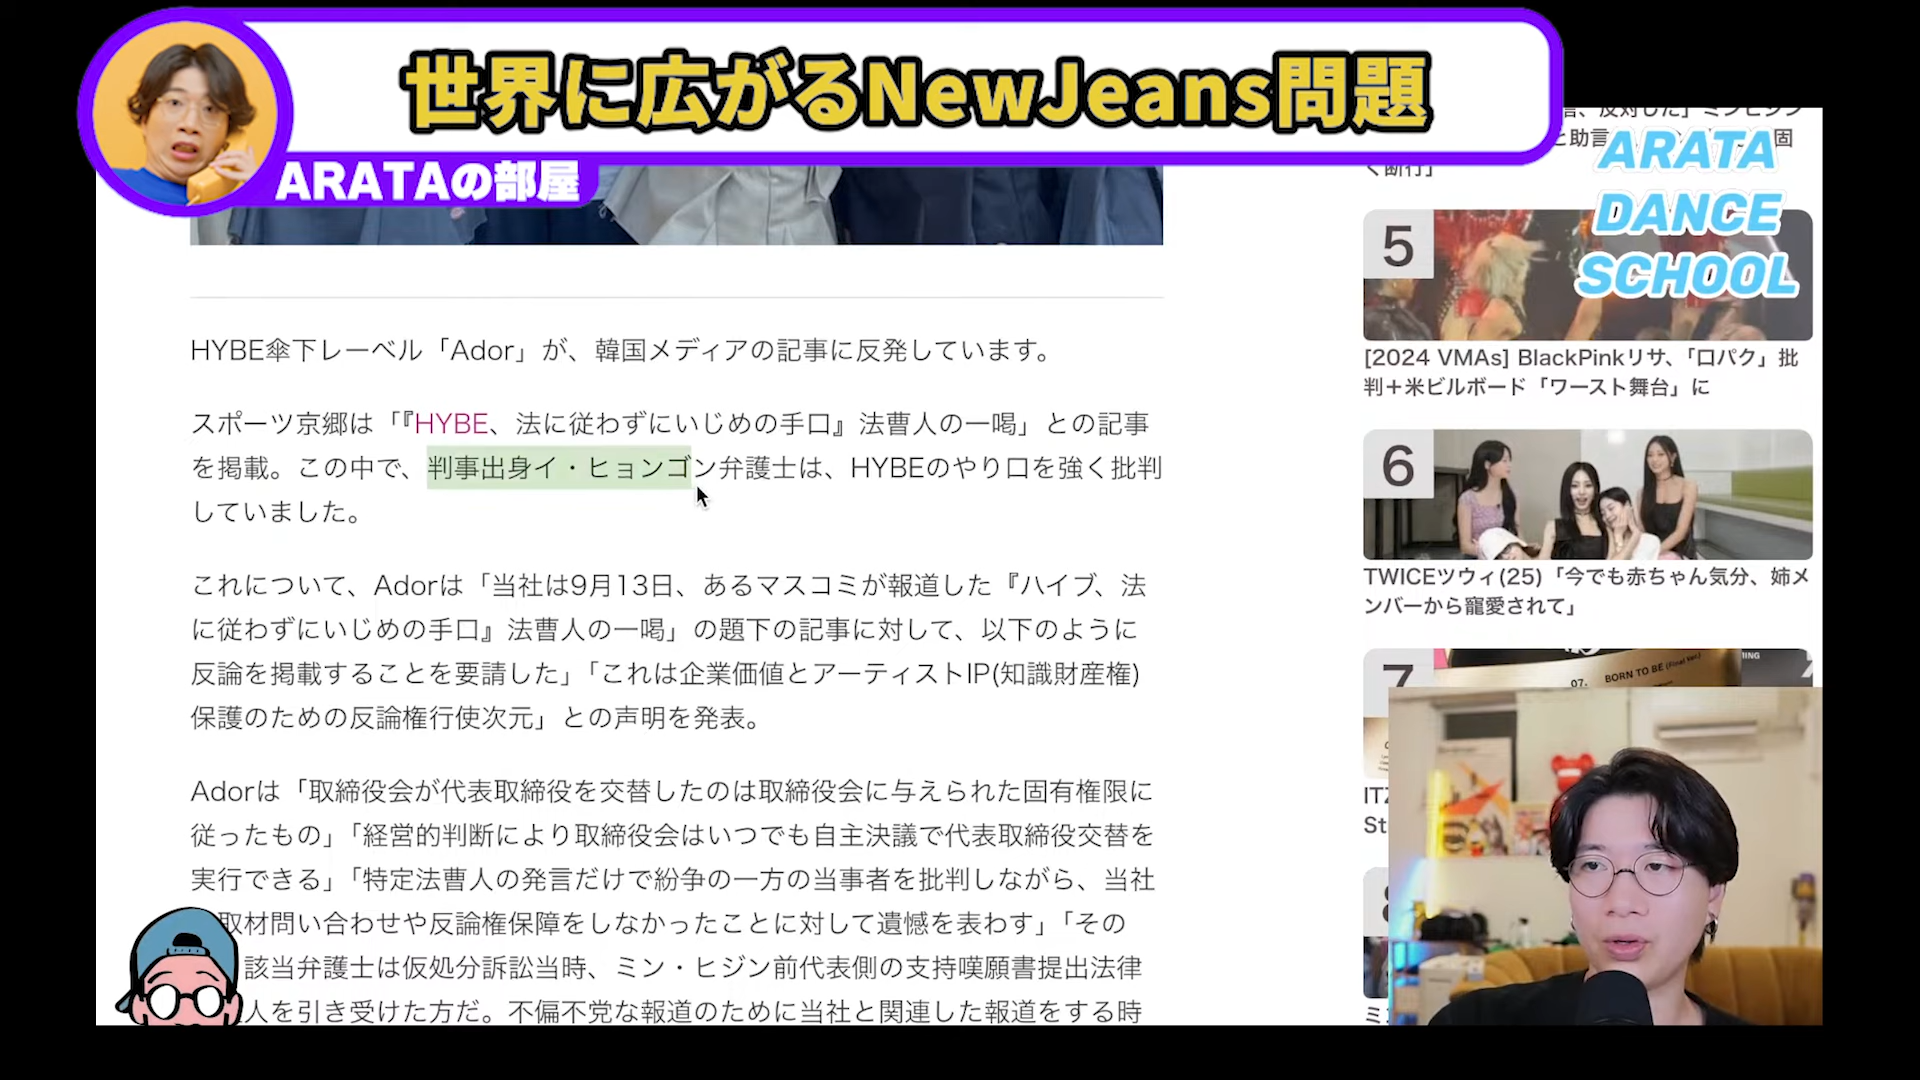 世界に広がるNewJeans問題
ARATAの部屋
ARATA
DANCE
SCHOOL
く断行」
HYBE傘下レーベル「Ador」が、韓国メディアの記事に反発しています。
スポーツ京郷は「『HYBE、法に従わずにいじめの手口』法曹人の一喝」との記事
を掲載。この中で、判事出身イ・ヒョンゴン弁護士は、HYBEのやり口を強く批判
していました。
これについて、Adorは「当社は9月13日、あるマスコミが報道した『ハイブ、法
に従わずにいじめの手口』法曹人の一喝」の題下の記事に対して、以下のように
反論を掲載することを要請した」「これは企業価値とアーティストIP(知識財産権)
保護のための反論権行使次元」との声明を発表。
Adorは「取締役会が代表取締役を交替したのは取締役会に与えられた固有権限に
従ったもの」「経営的判断により取締役会はいつでも自主決議で代表取締役交替を
実行できる」「特定法曹人の発言だけで紛争の一方の当事者を批判しながら、当社
取材問い合わせや反論権保障をしなかったことに対して遺憾を表わす」「その
該当弁護士は仮処分訴訟当時、ミン・ヒジン前代表側の支持嘆願書提出法律
人を引き受けた方だ。不偏不党な報道のために当社と関連した報道をする時
5
[2024 VMAs] BlackPinkリサ、「口パク」批
判+米ビルボード「ワースト舞台」に
6
TWICEツウィ(25)「今でも赤ちゃん気分、姉メ
ンバーから寵愛されて」
7
07. BORN TO BE (Final Ver.)